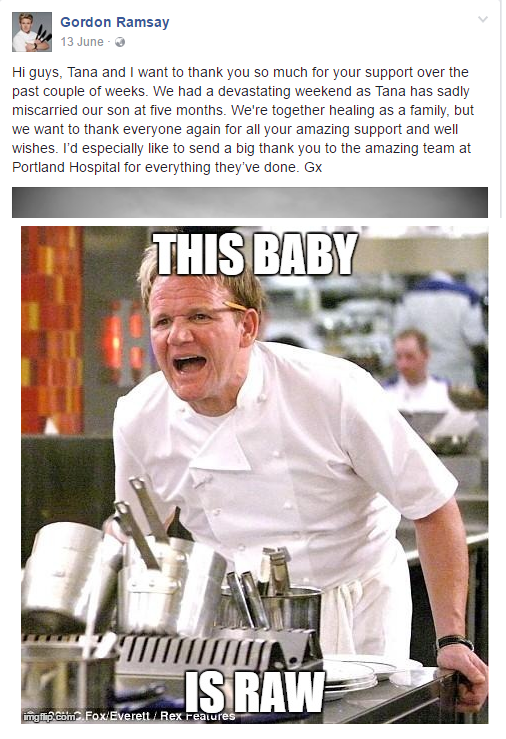 Gordon Ramsay
13 June
Hi guys, Tana and I want to thank you so much for your support over the
past couple of weeks. We had a devastating weekend as Tana has sadly
miscarried our son at five months. We're together healing as a family, but
we want to thank everyone again for all your amazing support and well
wishes. I'd especially like to send a big thank you to the amazing team at
Portland Hospital for everything they've done. Gx
THIS BABY
IS RAW
imgflip.com
Fox/Everett / Rex Features